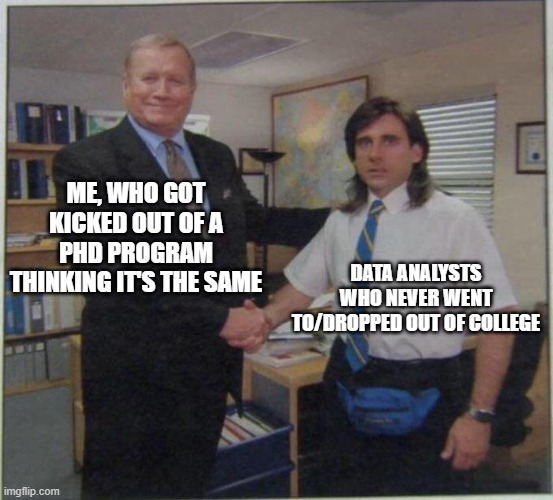 ME, WHO GOT
KICKED OUT OF A
PHD PROGRAM
THINKING IT'S THE SAME
DATA ANALYSTS
WHO NEVER WENT
TO/DROPPED OUT OF COLLEGE
imgflip.com